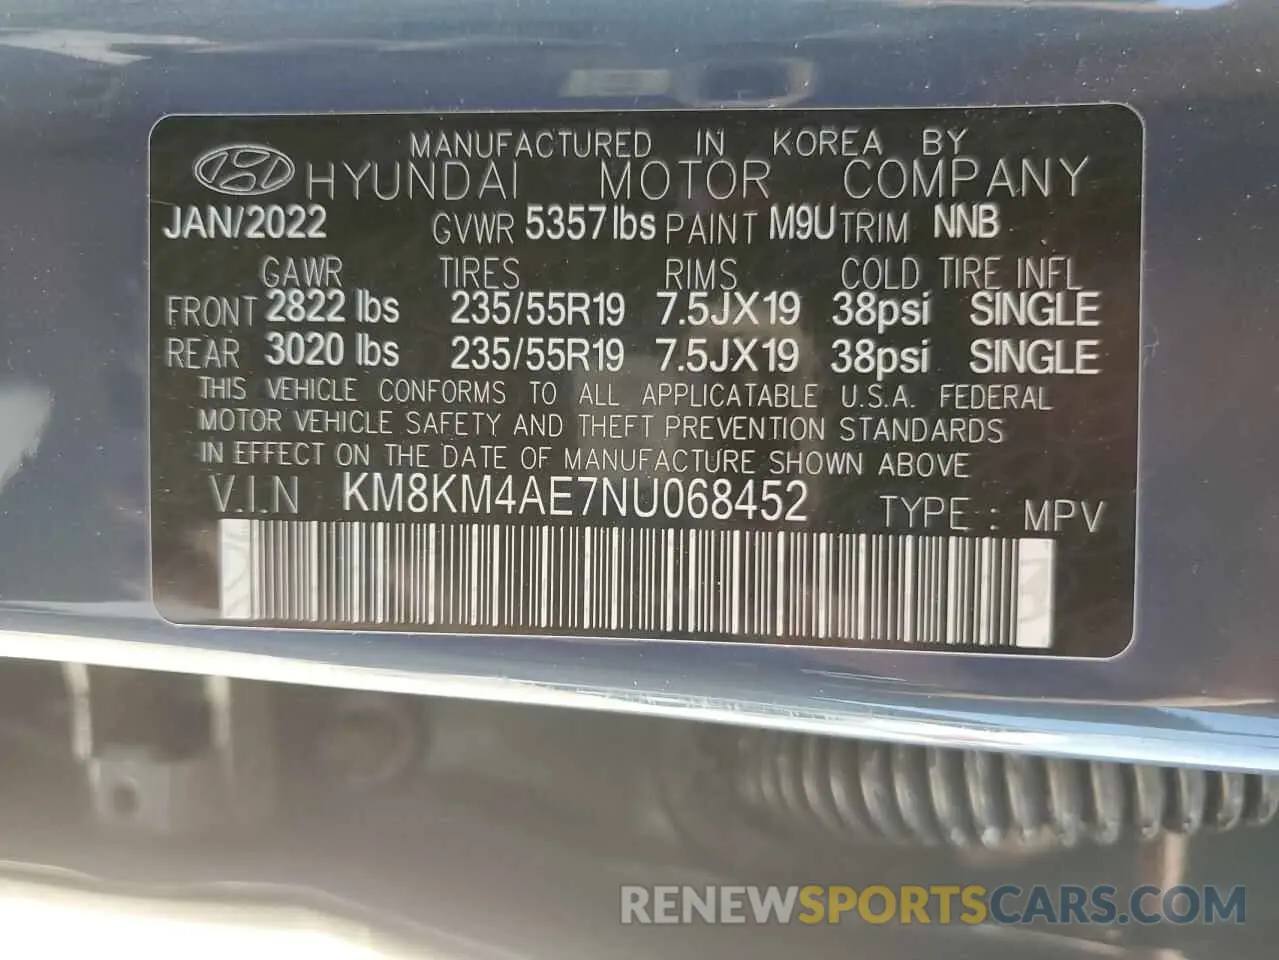 MANUFACTURED IN KOREA BY
HYUNDAI MOTOR COMPANY
JAN/2022 GVWR 5357 lbs PAINT M9U TRIM NNB
GAWR TIRES RIMS COLD TIRE INFL
FRONT 2822 lbs 235/55R19 7.5JX19 38psi SINGLE
REAR 3020 lbs 235/55R19 7.5JX19 38psi SINGLE
THIS VEHICLE CONFORMS TO ALL APPLICATABLE U.S.A. FEDERAL
MOTOR VEHICLE SAFETY AND THEFT PREVENTION STANDARDS
IN EFFECT ON THE DATE OF MANUFACTURE SHOWN ABOVE
V.I.N KM8KM4AE7NU068452 TYPE : MPV
RENEWSPORTSCARS.COM